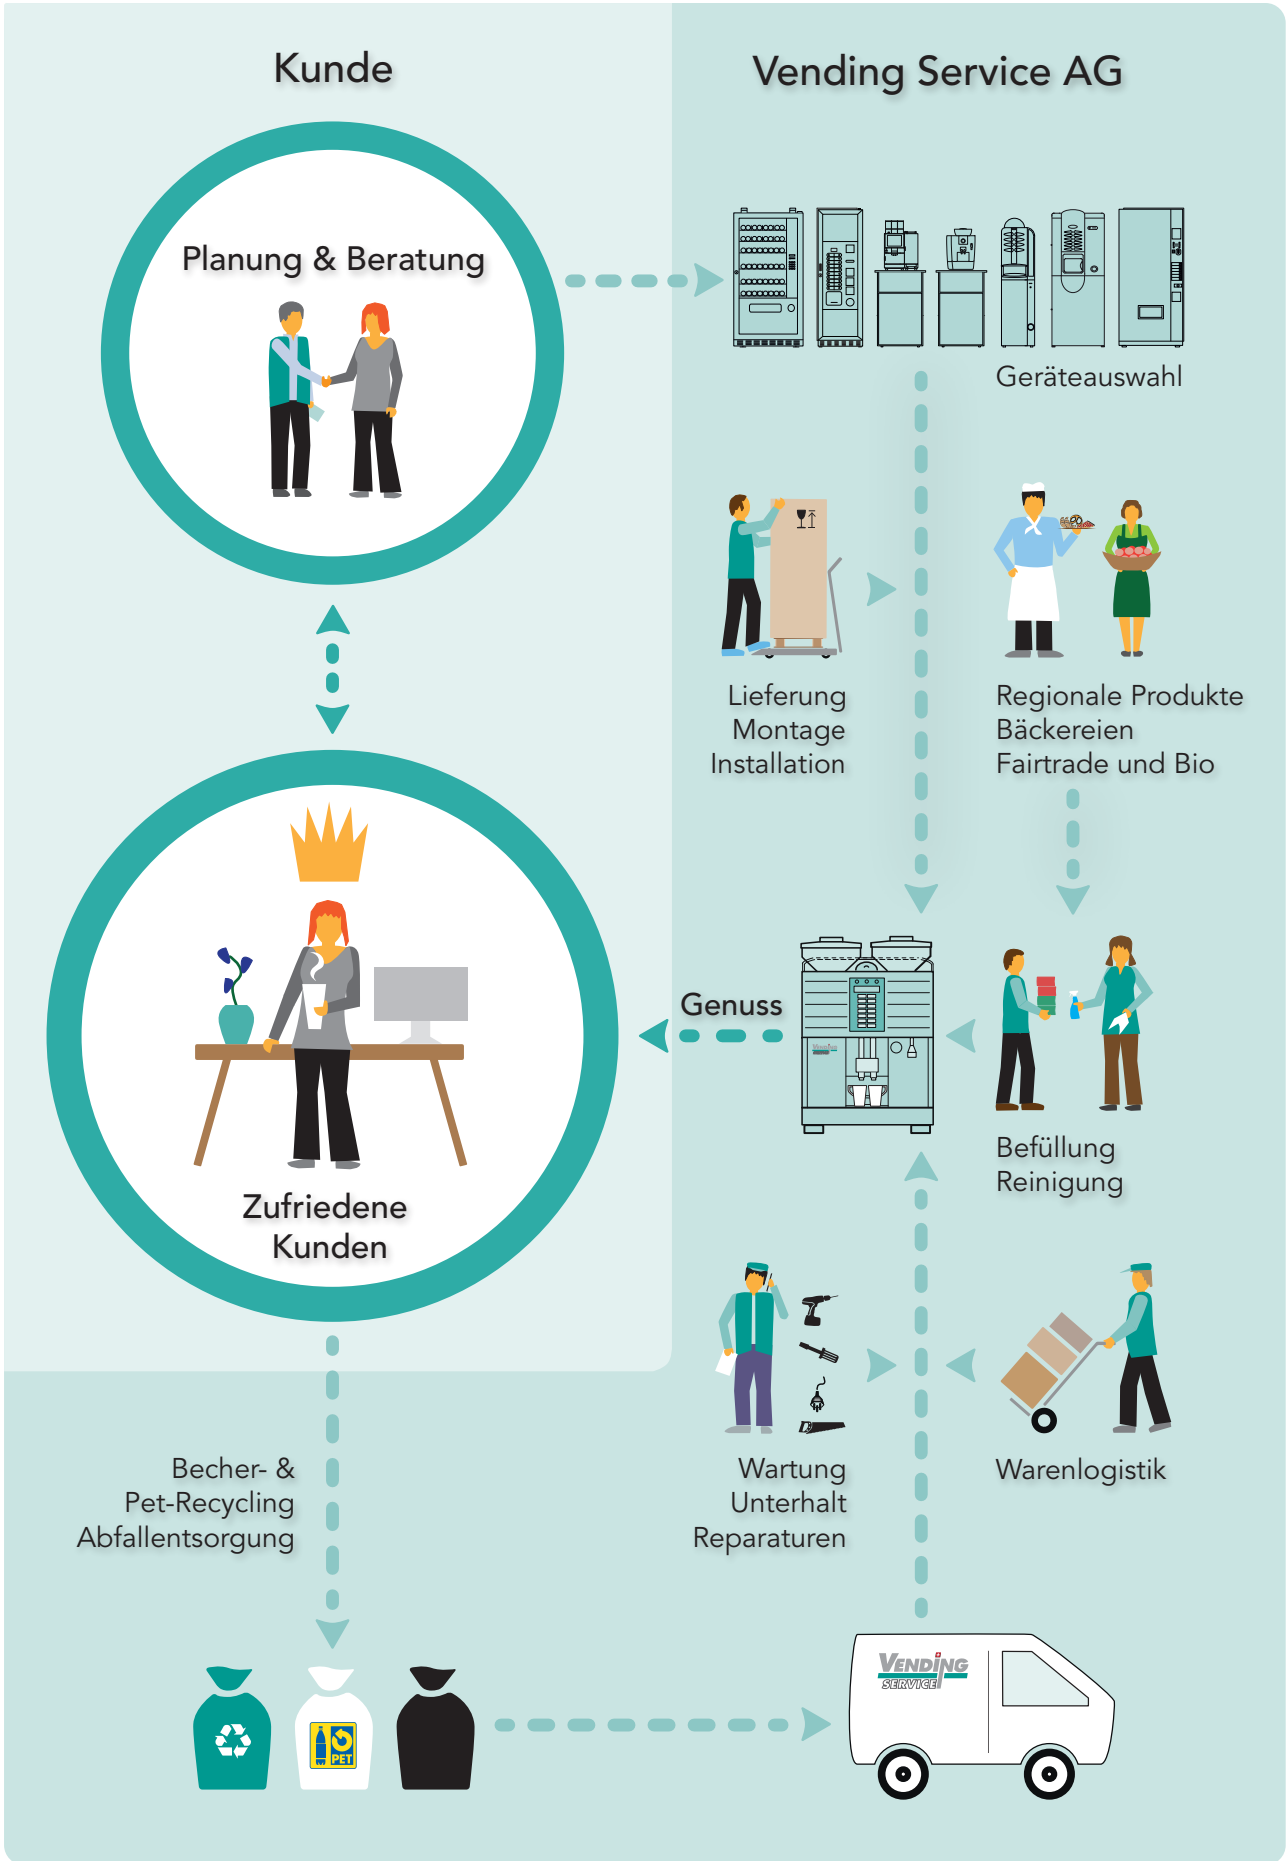 Kunde
Vending Service AG
Planung & Beratung
Geräteauswahl
Lieferung
Montage
Installation
Regionale Produkte
Bäckereien
Fairtrade und Bio
Genuss
Vending
Befüllung
Reinigung
Zufriedene
Kunden
Wartung
Unterhalt
Reparaturen
Warenlogistik
Becher- &
Pet-Recycling
Abfallentsorgung
PET
VENDING
SERVICE